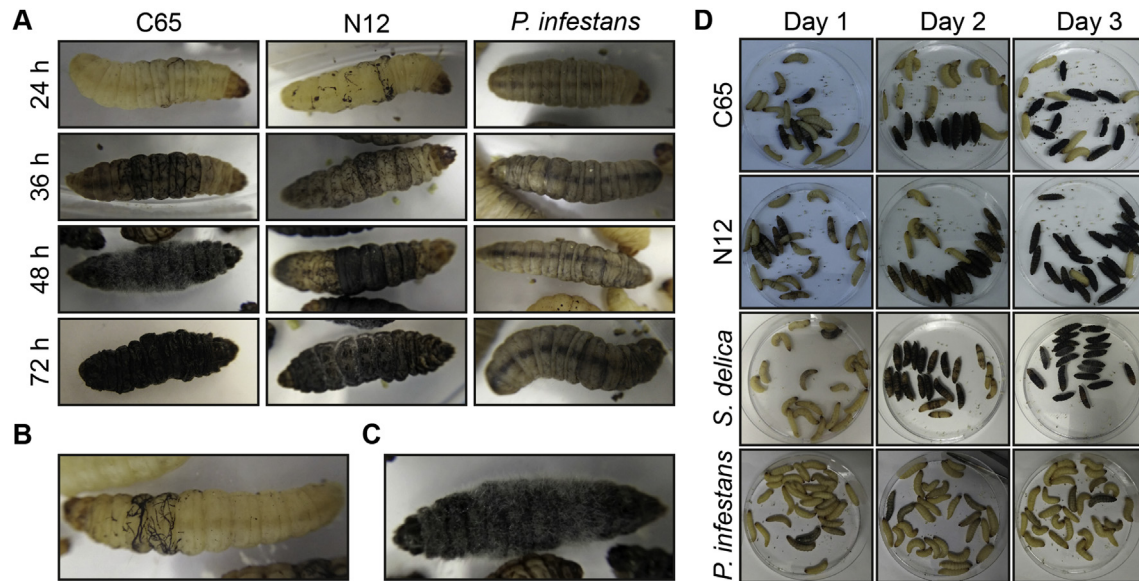 A
C65
N12
P. infestans
24 h
36 h
48 h
72 h
B
C
D
Day 1
Day 2
Day 3
C65
N12
S. delica
P. infestans